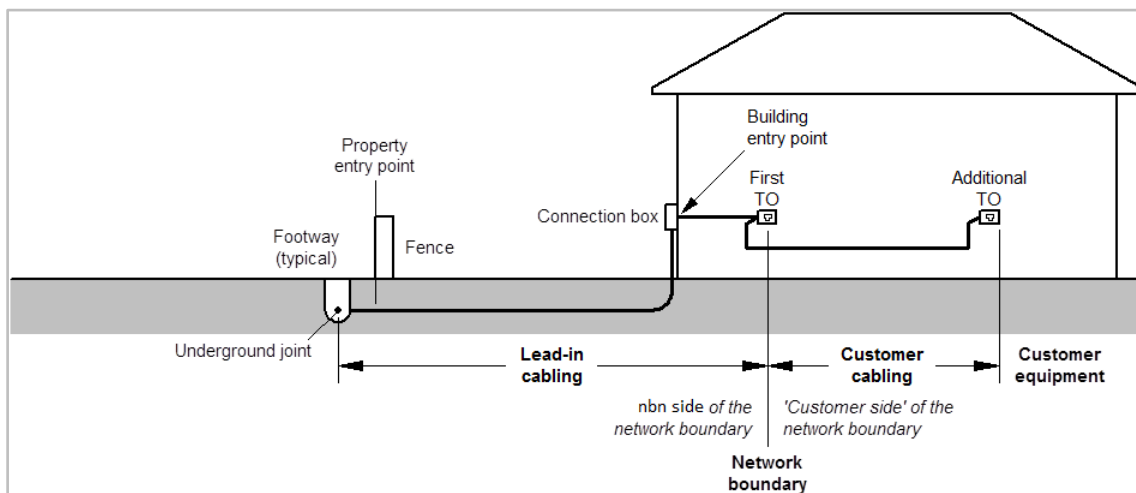 Building
entry point
Property
entry point
First
TO
Additional
TO
Connection box
Footway
(typical)
Fence
Underground joint
Lead-in
cabling
Customer
cabling
Customer
equipment
nbn side of the
network boundary
'Customer side' of the
network boundary
Network
boundary